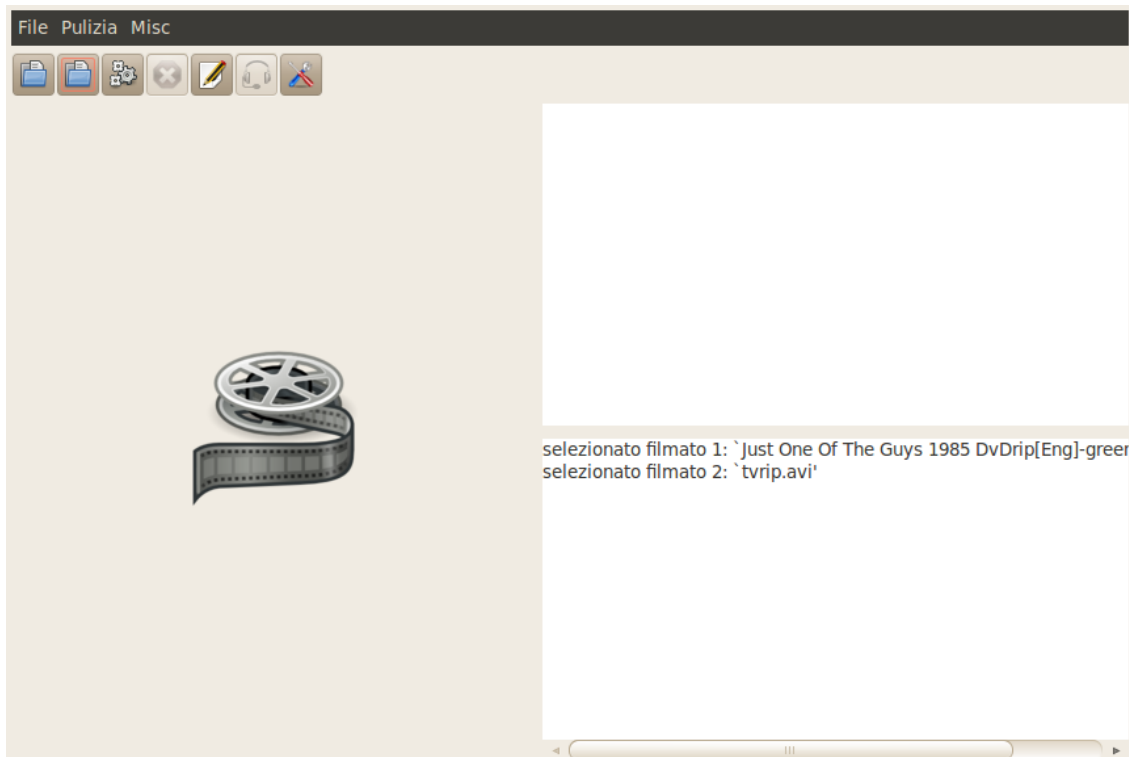 File Pulizia Misc
selezionato filmato 1: `Just One Of The Guys 1985 DvDrip[Eng]-greer
selezionato filmato 2: `tvrip.avi'